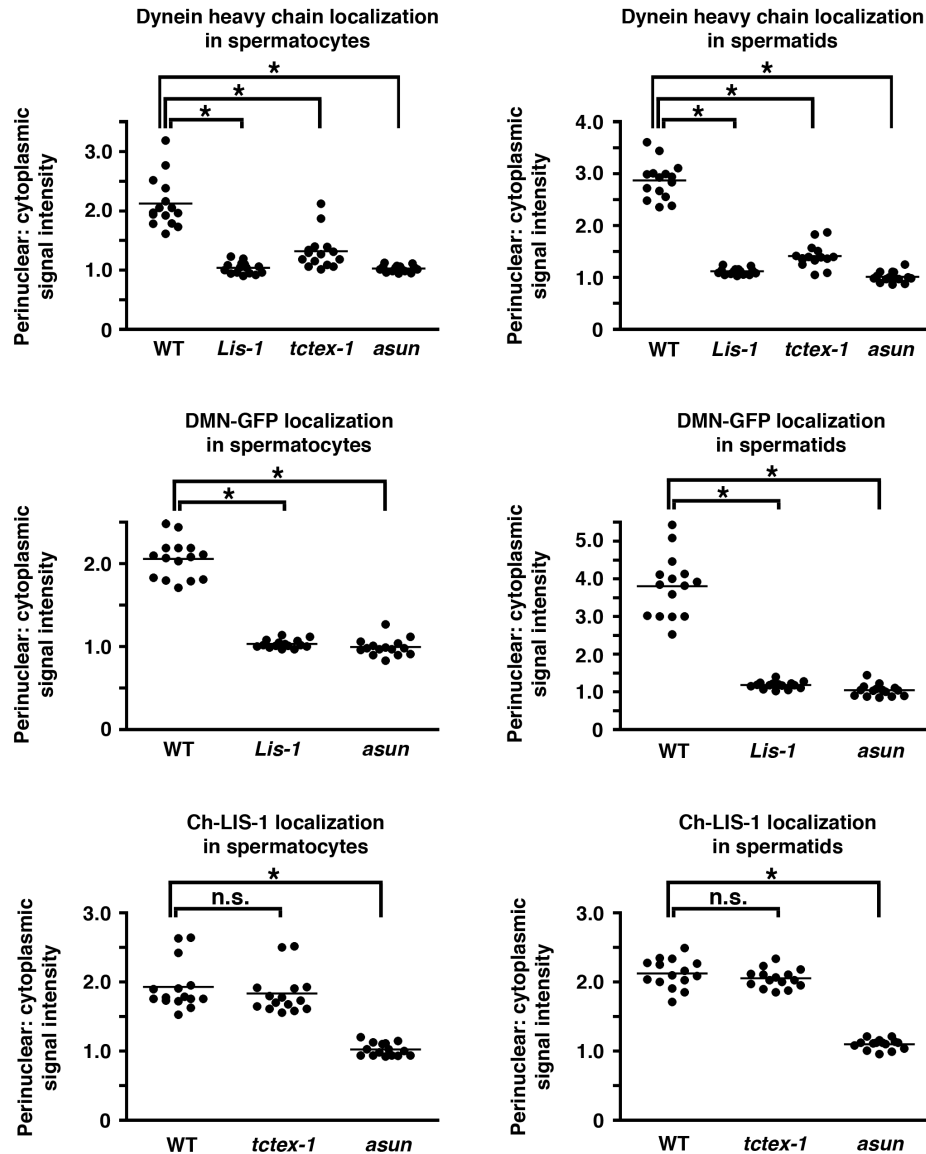 Dynein heavy chain localization
in spermatocytes
*
*
*
Perinuclear: cytoplasmic
signal intensity
3.0
2.0
1.0
0
WT Lis-1 tctex-1 asun
Dynein heavy chain localization
in spermatids
*
*
*
Perinuclear: cytoplasmic
signal intensity
4.0
3.0
2.0
1.0
0
WT Lis-1 tctex-1 asun
DMN-GFP localization
in spermatocytes
*
*
Perinuclear: cytoplasmic
signal intensity
2.0
1.0
0
WT Lis-1 asun
DMN-GFP localization
in spermatids
*
*
Perinuclear: cytoplasmic
signal intensity
5.0
4.0
3.0
2.0
1.0
0
WT Lis-1 asun
Ch-LIS-1 localization
in spermatocytes
*
n.s.
Perinuclear: cytoplasmic
signal intensity
3.0
2.0
1.0
0
WT tctex-1 asun
Ch-LIS-1 localization
in spermatids
*
n.s.
Perinuclear: cytoplasmic
signal intensity
3.0
2.0
1.0
0
WT tctex-1 asun